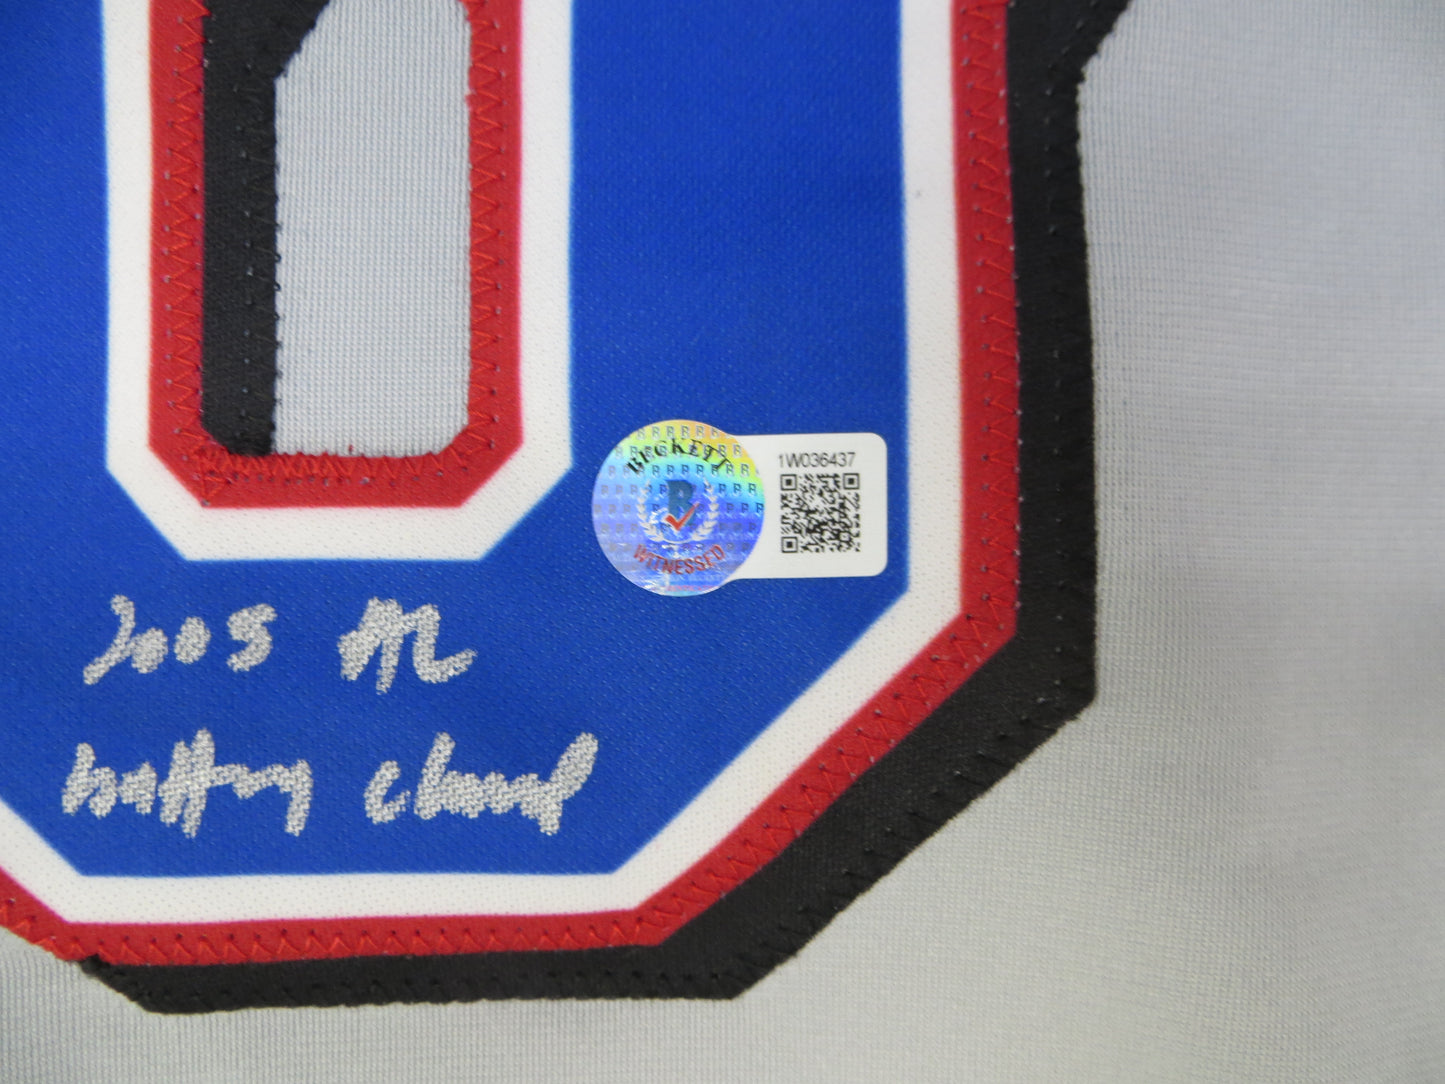 BECKETT
1W036437
WITNESSED
2005 AL
batting champ